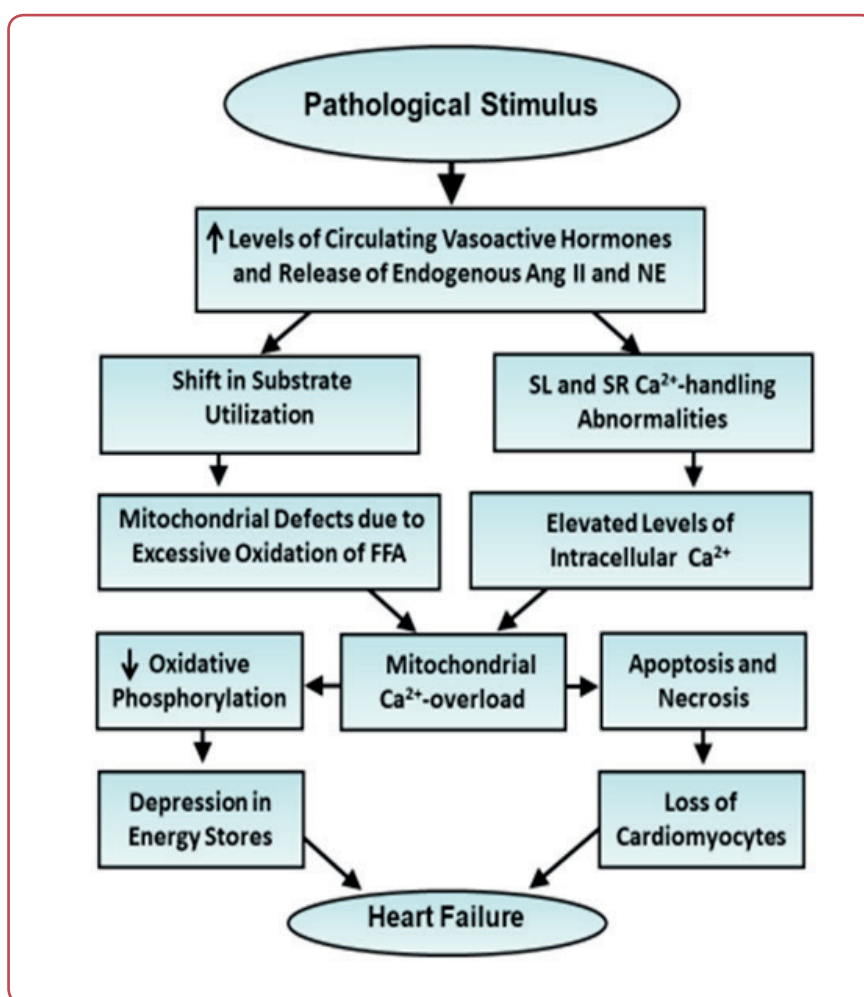 Pathological Stimulus
↑ Levels of Circulating Vasoactive Hormones
and Release of Endogenous Ang II and NE
Shift in Substrate
Utilization
SL and SR Ca²⁺-handling
Abnormalities
Mitochondrial Defects due to
Excessive Oxidation of FFA
Elevated Levels of
Intracellular Ca²⁺
↓ Oxidative
Phosphorylation
Mitochondrial
Ca²⁺-overload
Apoptosis and
Necrosis
Depression in
Energy Stores
Loss of
Cardiomyocytes
Heart Failure